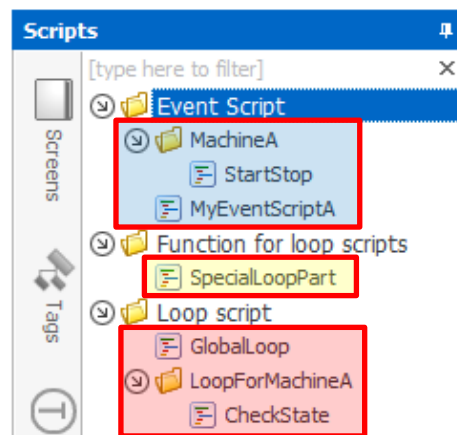 Scripts
[type here to filter]
Event Script
MachineA
StartStop
MyEventScriptA
Function for loop scripts
SpecialLoopPart
Loop script
GlobalLoop
LoopForMachineA
CheckState
Screens
Tags